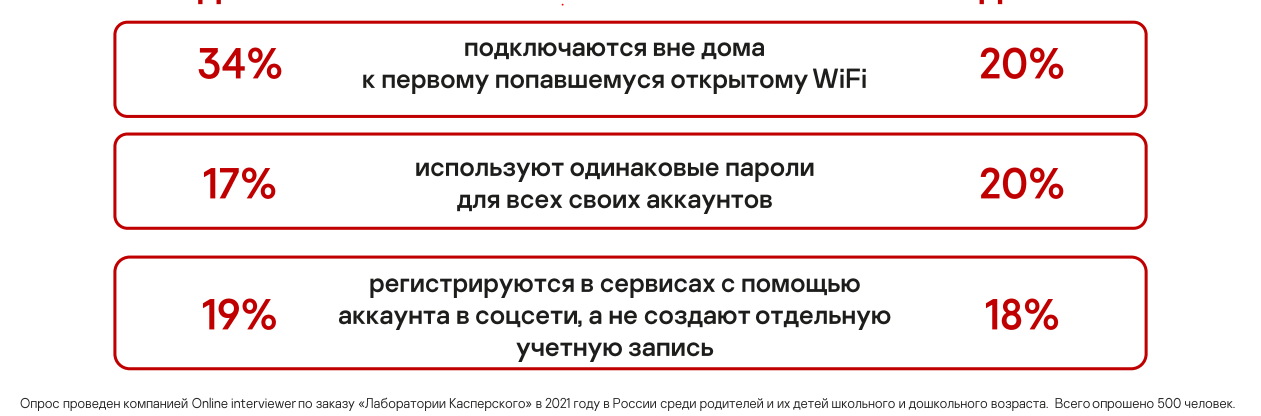 34%
подключаются вне дома
к первому попавшемуся открытому WiFi
20%
17%
используют одинаковые пароли
для всех своих аккаунтов
20%
19%
регистрируются в сервисах с помощью
аккаунта в соцсети, а не создают отдельную
учетную запись
18%
Опрос проведен компанией Online interviewer по заказу «Лаборатории Касперского» в 2021 году в России среди родителей и их детей школьного и дошкольного возраста. Всего опрошено 500 человек.